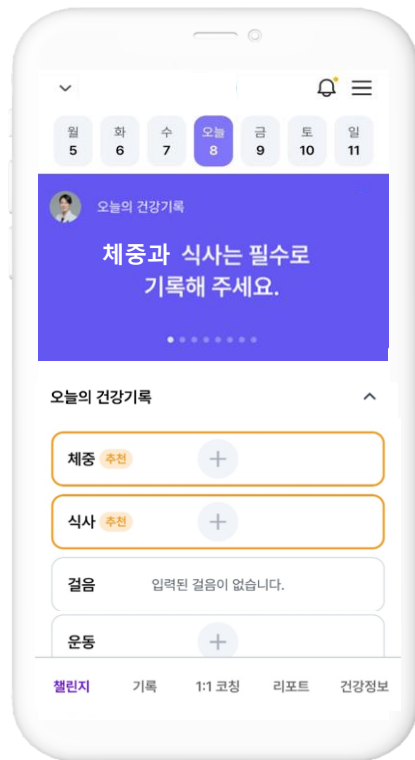 월 화 수 오늘 금 토 일
5 6 7 8 9 10 11
오늘의 건강기록
체중과 식사는 필수로
기록해 주세요.
오늘의 건강기록
체중 추천
식사 추천
걸음 입력된 걸음이 없습니다.
운동
챌린지 기록 1:1 코칭 리포트 건강정보